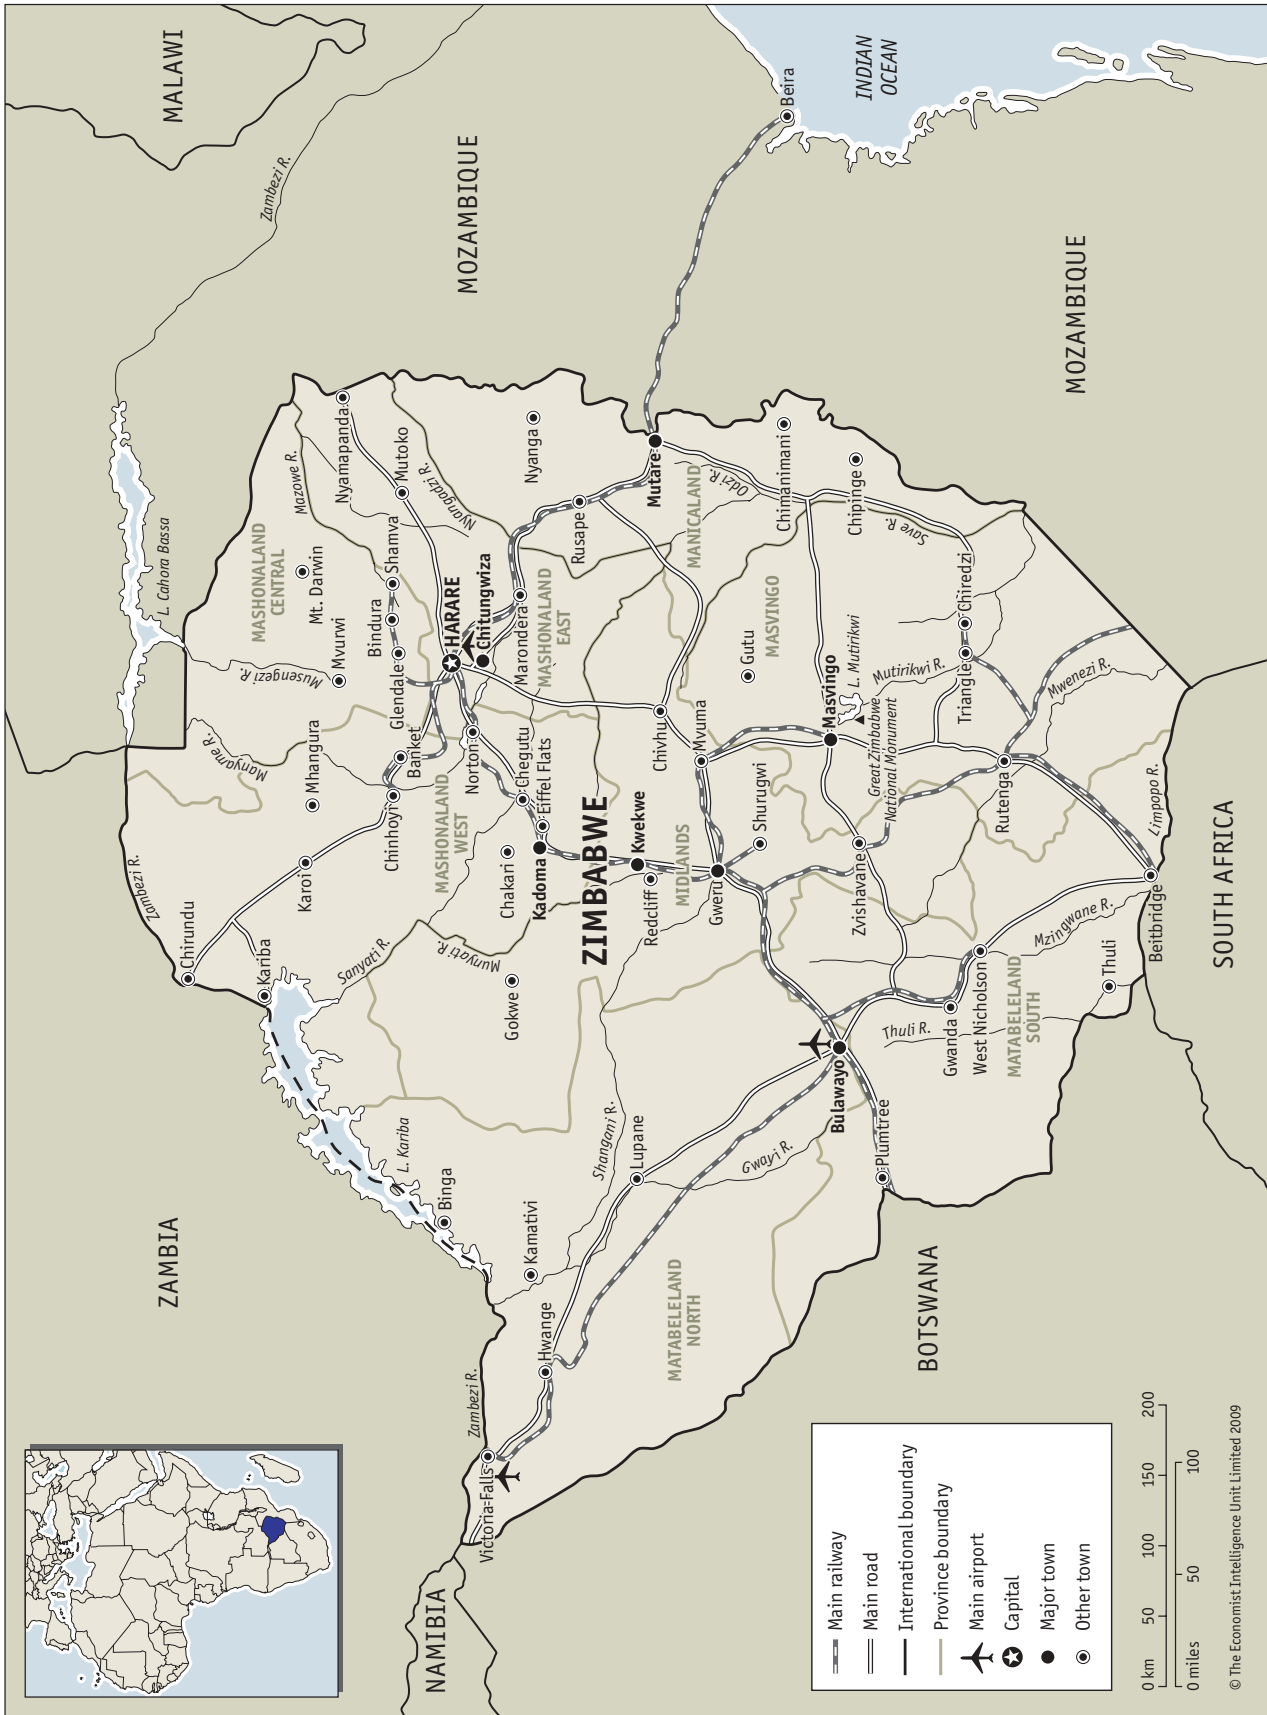 MALAWI
Zambezi R.
MOZAMBIQUE
INDIAN
OCEAN
Beira
MOZAMBIQUE
L. Cahora Bassa
ZAMBIA
Zambezi R.
Chirundu
Kariba
Karoi
Mhangura
Manyame R.
Musengezi R.
Mvurwi
MASHONALAND
CENTRAL
Mt. Darwin
Mazowe R.
Nyamapanda
Mutoko
Nyangadzi R.
Shamva
Bindura
Glendale
Banket
Chinhoyi
MASHONALAND
WEST
HARARE
Chitungwiza
Norton
Marondera
MASHONALAND
EAST
Nyanga
Rusape
Mutare
MANICALAND
Odzi R.
Chimanimani
Chipinge
Save R.
Sanyati R.
Munyati R.
Gokwe
Chakari
Kadoma
Chegutu
Eiffel Flats
ZIMBABWE
Kwekwe
Redcliff
MIDLANDS
Gweru
Shurugwi
Chivhu
Mvuma
Gutu
MASVINGO
Masvingo
L. Mutirikwi
Great Zimbabwe
National Monument
Mutirikwi R.
Triangle
Chiredzi
Mwenezi R.
Rutenga
Zvishavane
L. Kariba
Binga
Kamativi
Shangani R.
Lupane
Gwayi R.
Hwange
Zambezi R.
Victoria Falls
MATABELELAND
NORTH
Bulawayo
Plumtree
Thuli R.
Gwanda
West Nicholson
MATABELELAND
SOUTH
Mzingwane R.
Thuli
Beitbridge
Limpopo R.
SOUTH AFRICA
BOTSWANA
NAMIBIA
Main railway
Main road
International boundary
Province boundary
Main airport
Capital
Major town
Other town
0 km 50 100 150 200
0 miles 50 100
© The Economist Intelligence Unit Limited 2009